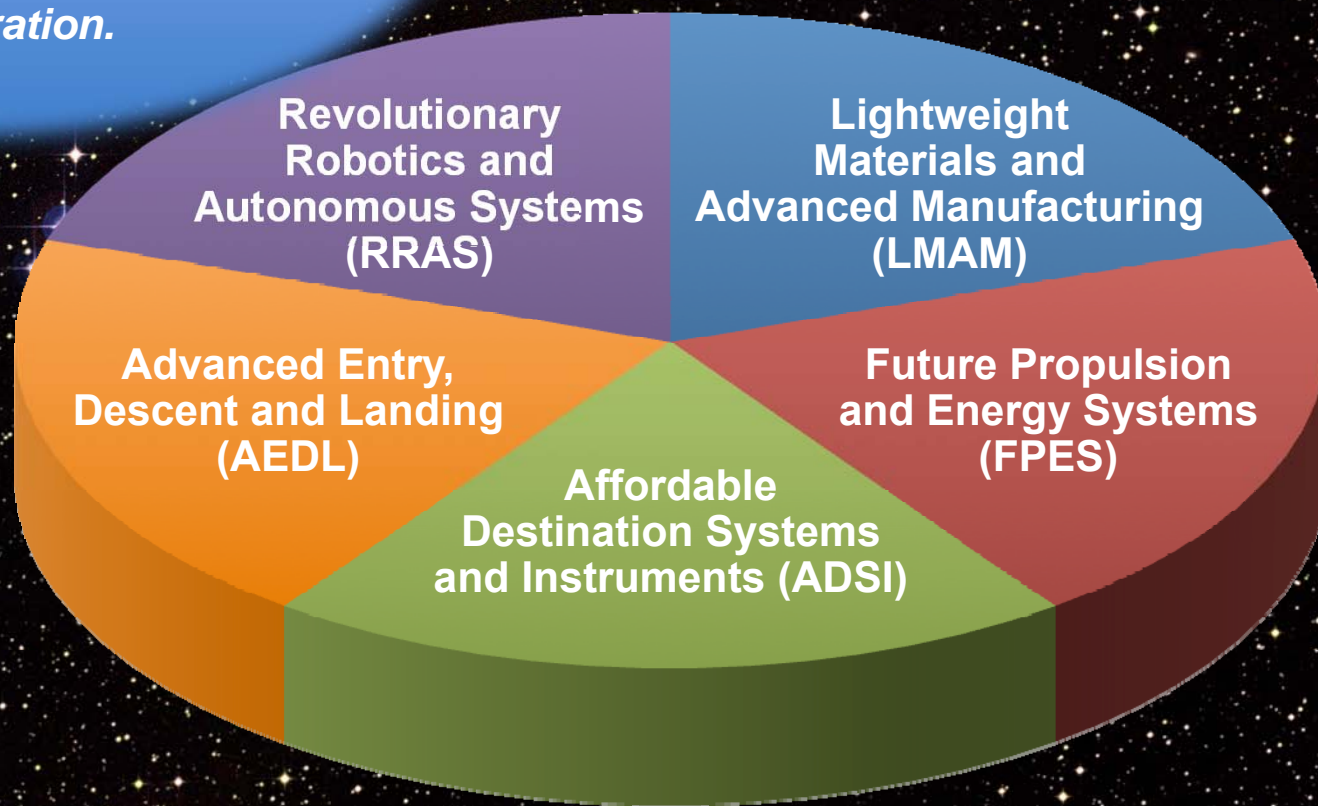 Revolutionary
Robotics and
Autonomous Systems
(RRAS)
Lightweight
Materials and
Advanced Manufacturing
(LMAM)
Advanced Entry,
Descent and Landing
(AEDL)
Future Propulsion
and Energy Systems
(FPES)
Affordable
Destination Systems
and Instruments (ADSI)